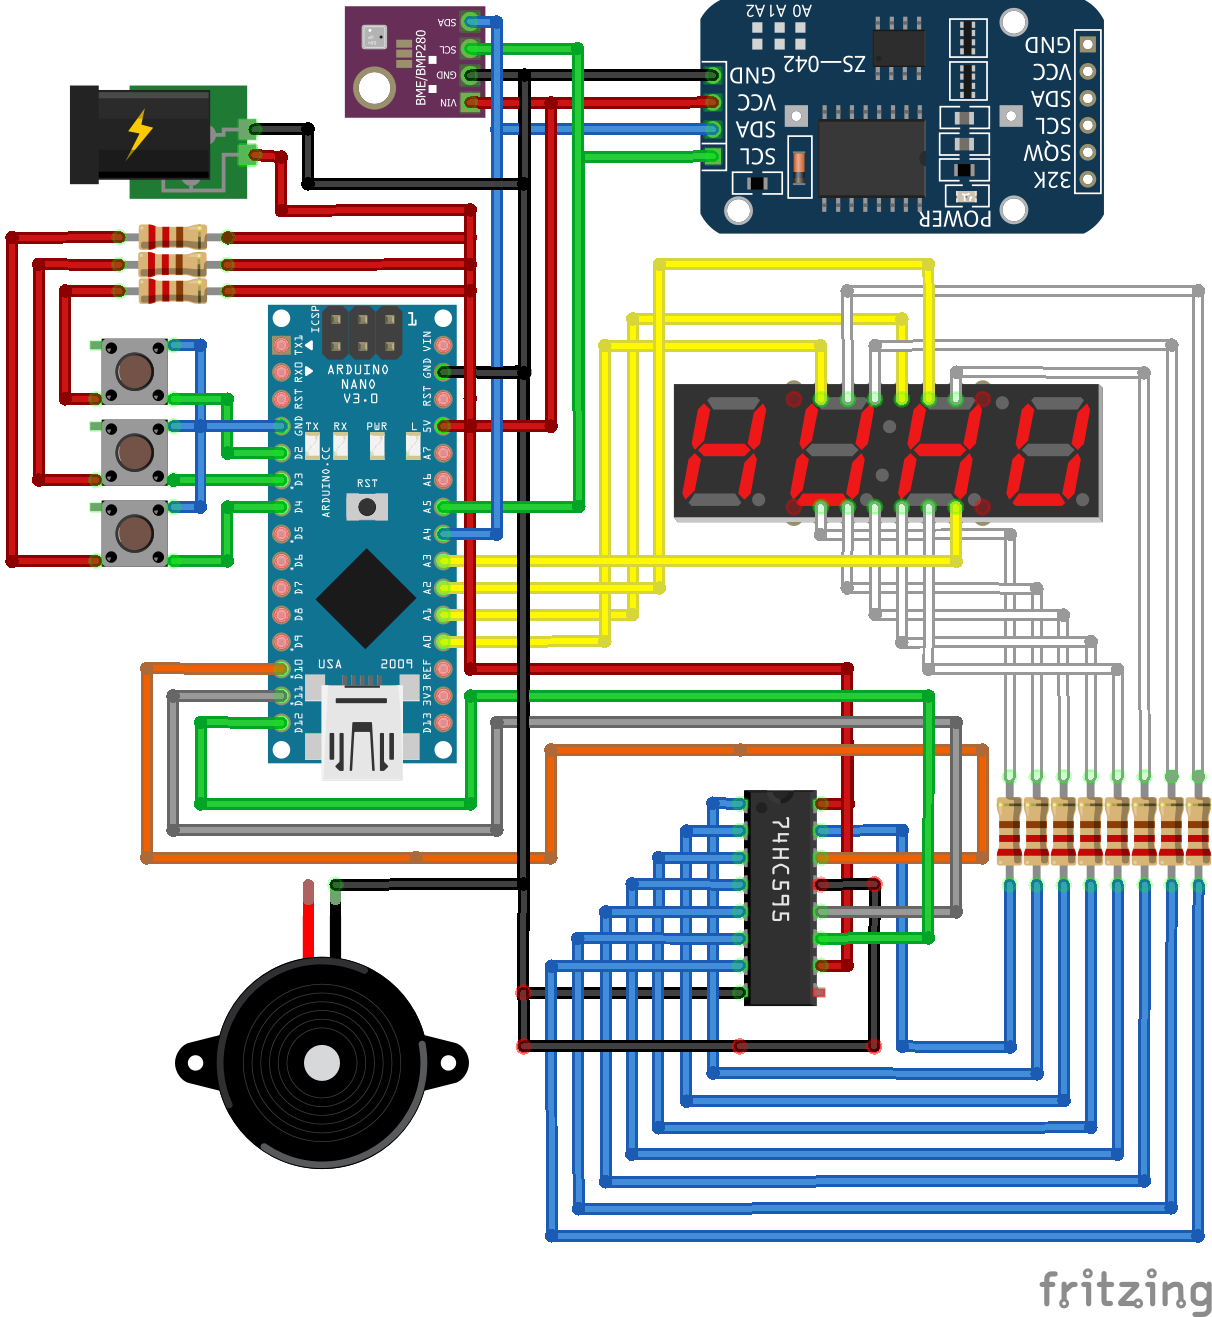 SDA
SCL
GND
VIN
BME/BMP280
A0 A1A2
ZS-042
GND
VCC
SDA
SCL
GND
VCC
SDA
SCL
SQW
32K
POWER
ICSP
1
TX1
RX0
RST
GND
D2
D3
D4
D5
D6
D7
D8
D9
D10
D11
D12
VIN
GND
RST
5V
A7
A6
A5
A4
A3
A2
A1
A0
REF
3V3
D13
ARDUINO
NANO
V3.0
TX RX PWR L
RST
ARDUINO.CC
USA 2009
74HC595
fritzing